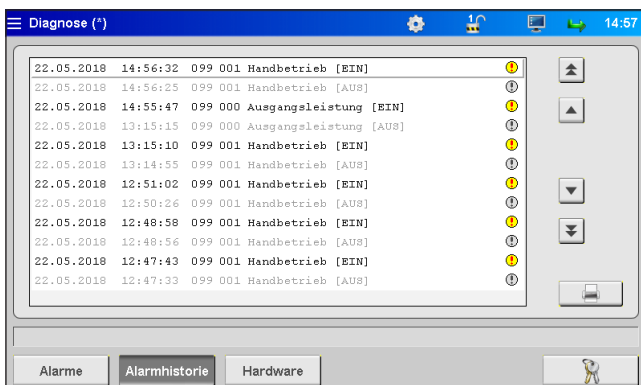 Diagnose (*) 14:57
22.05.2018 14:56:32 099 001 Handbetrieb [EIN]
22.05.2018 14:56:25 099 001 Handbetrieb [AUS]
22.05.2018 14:55:47 099 000 Ausgangsleistung [EIN]
22.05.2018 13:15:15 099 000 Ausgangsleistung [AUS]
22.05.2018 13:15:10 099 001 Handbetrieb [EIN]
22.05.2018 13:14:55 099 001 Handbetrieb [AUS]
22.05.2018 12:51:02 099 001 Handbetrieb [EIN]
22.05.2018 12:50:26 099 001 Handbetrieb [AUS]
22.05.2018 12:48:58 099 001 Handbetrieb [EIN]
22.05.2018 12:48:56 099 001 Handbetrieb [AUS]
22.05.2018 12:47:43 099 001 Handbetrieb [EIN]
22.05.2018 12:47:33 099 001 Handbetrieb [AUS]
Alarme Alarmhistorie Hardware